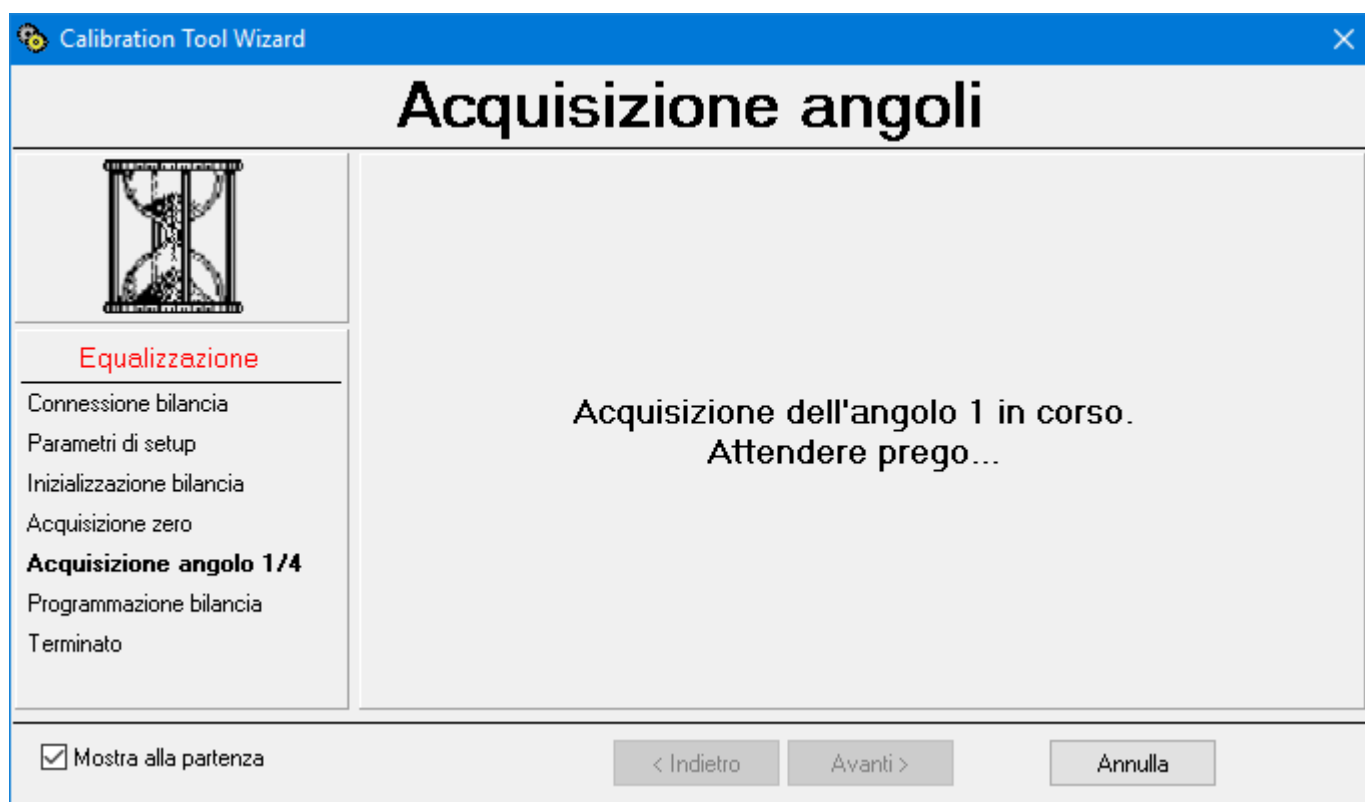 Calibration Tool Wizard
Acquisizione angoli
Equalizzazione
Connessione bilancia
Parametri di setup
Inizializzazione bilancia
Acquisizione zero
Acquisizione angolo 1/4
Programmazione bilancia
Terminato
Acquisizione dell'angolo 1 in corso.
Attendere prego...
Mostra alla partenza
< Indietro
Avanti >
Annulla